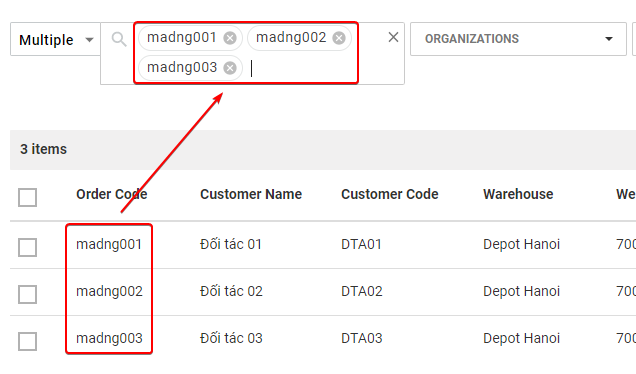 Multiple madng001 madng002 ORGANIZATIONS
madng003
3 items
Order Code Customer Name Customer Code Warehouse We
madng001 Đối tác 01 DTA01 Depot Hanoi 700
madng002 Đối tác 02 DTA02 Depot Hanoi 700
madng003 Đối tác 03 DTA03 Depot Hanoi 700